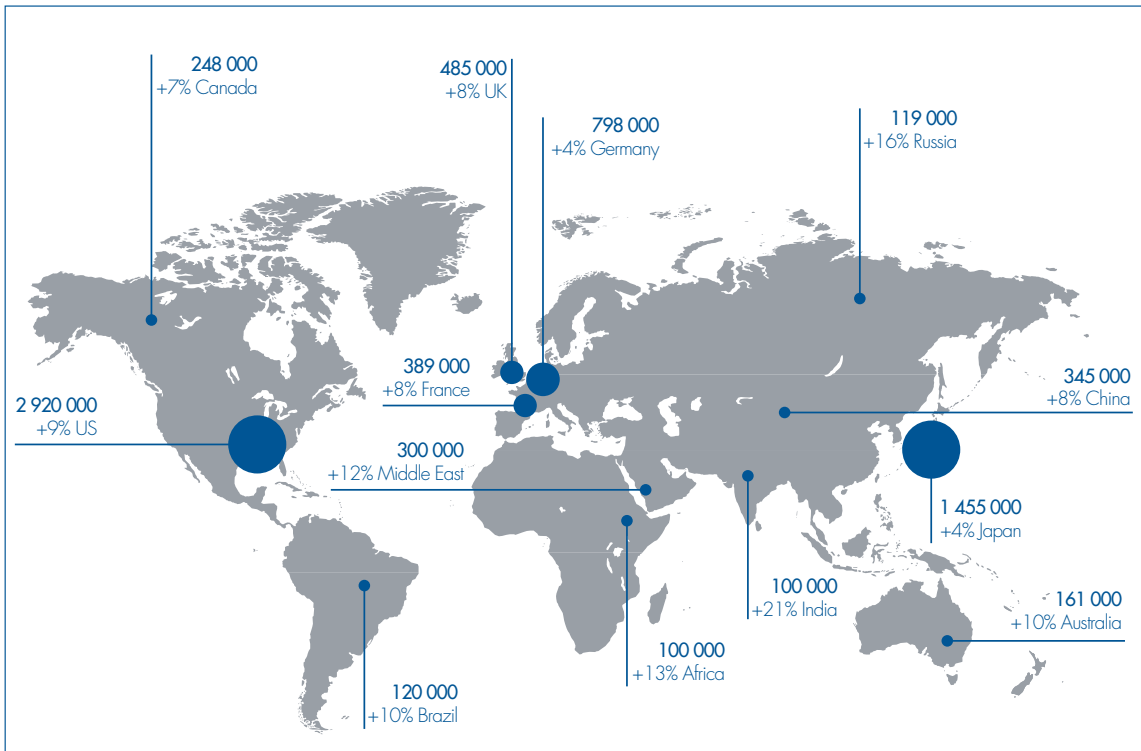 248 000
+7% Canada
485 000
+8% UK
798 000
+4% Germany
119 000
+16% Russia
389 000
+8% France
345 000
+8% China
2 920 000
+9% US
300 000
+12% Middle East
1 455 000
+4% Japan
100 000
+21% India
161 000
+10% Australia
100 000
+13% Africa
120 000
+10% Brazil